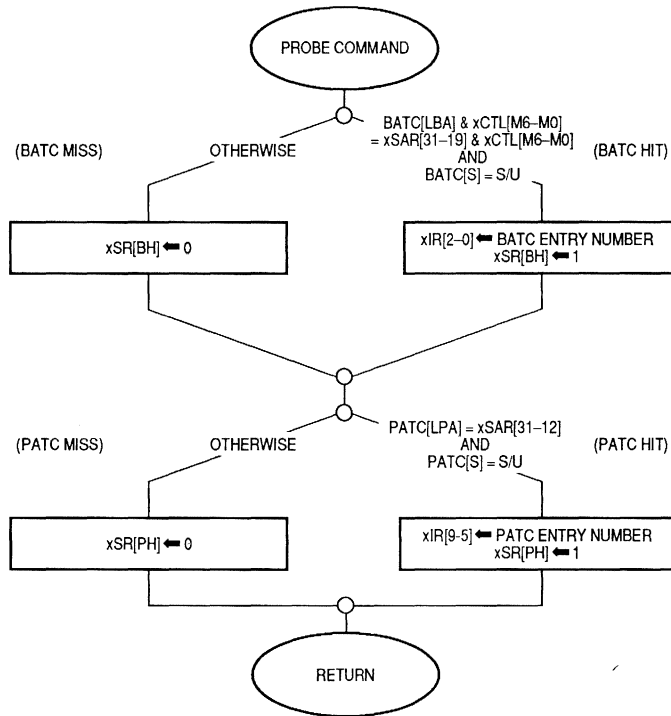 PROBE COMMAND
BATC[LBA] & xCTL[M6–M0]
= xSAR[31–19] & xCTL[M6–M0]
AND
BATC[S] = S/U
(BATC MISS)
OTHERWISE
(BATC HIT)
xSR[BH] ⬅ 0
xIR[2–0] ⬅ BATC ENTRY NUMBER
xSR[BH] ⬅ 1
PATC[LPA] = xSAR[31–12]
AND
PATC[S] = S/U
(PATC MISS)
OTHERWISE
(PATC HIT)
xSR[PH] ⬅ 0
xIR[9-5] ⬅ PATC ENTRY NUMBER
xSR[PH] ⬅ 1
RETURN